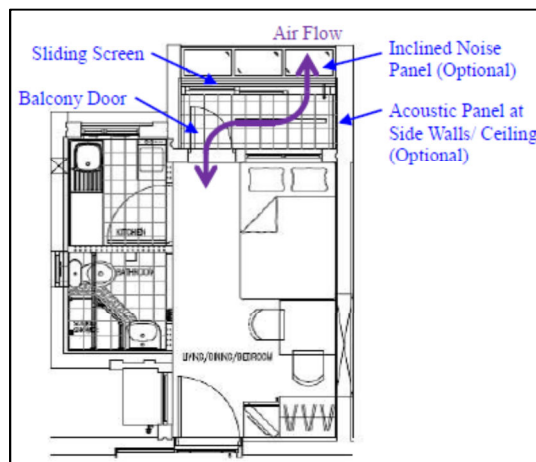 Air Flow
Sliding Screen
Inclined Noise
Panel (Optional)
Balcony Door
Acoustic Panel at
Side Walls/ Ceiling
(Optional)
KITCHEN
BATHROOM
LIVING/DINING/BEDROOM